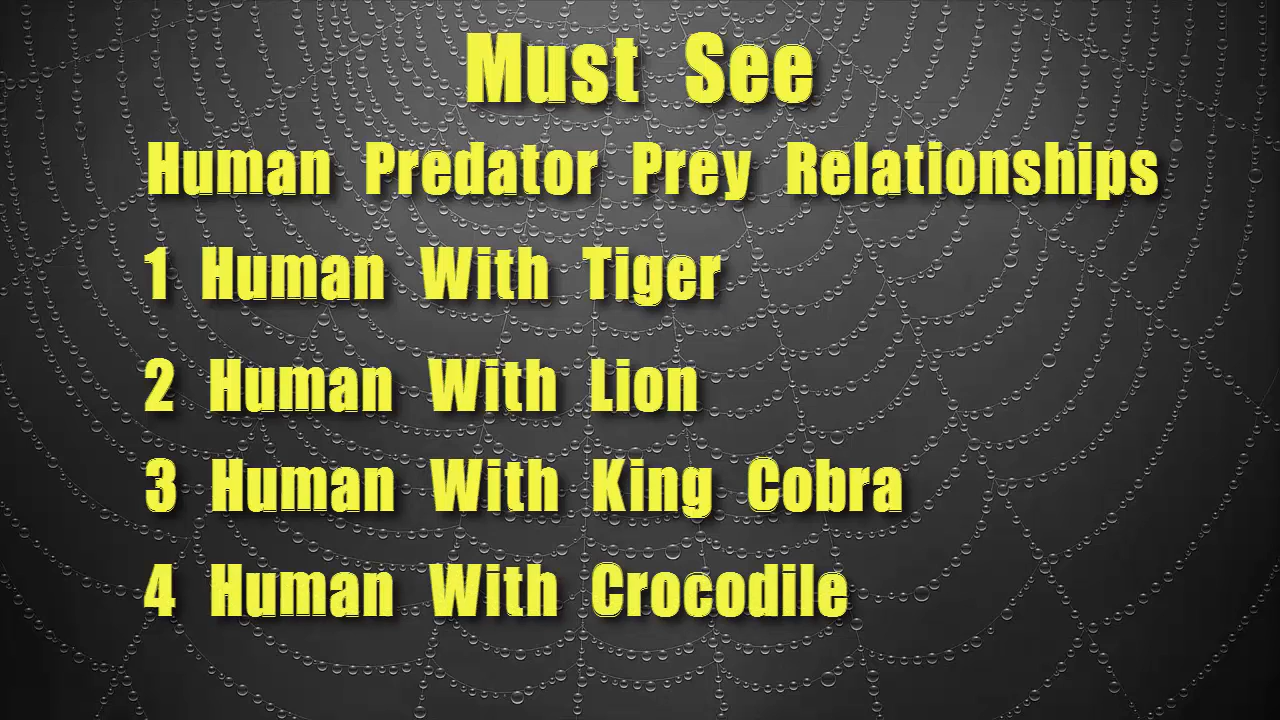 Must See
Human Predator Prey Relationships
1 Human With Tiger
2 Human With Lion
3 Human With King Cobra
4 Human With Crocodile